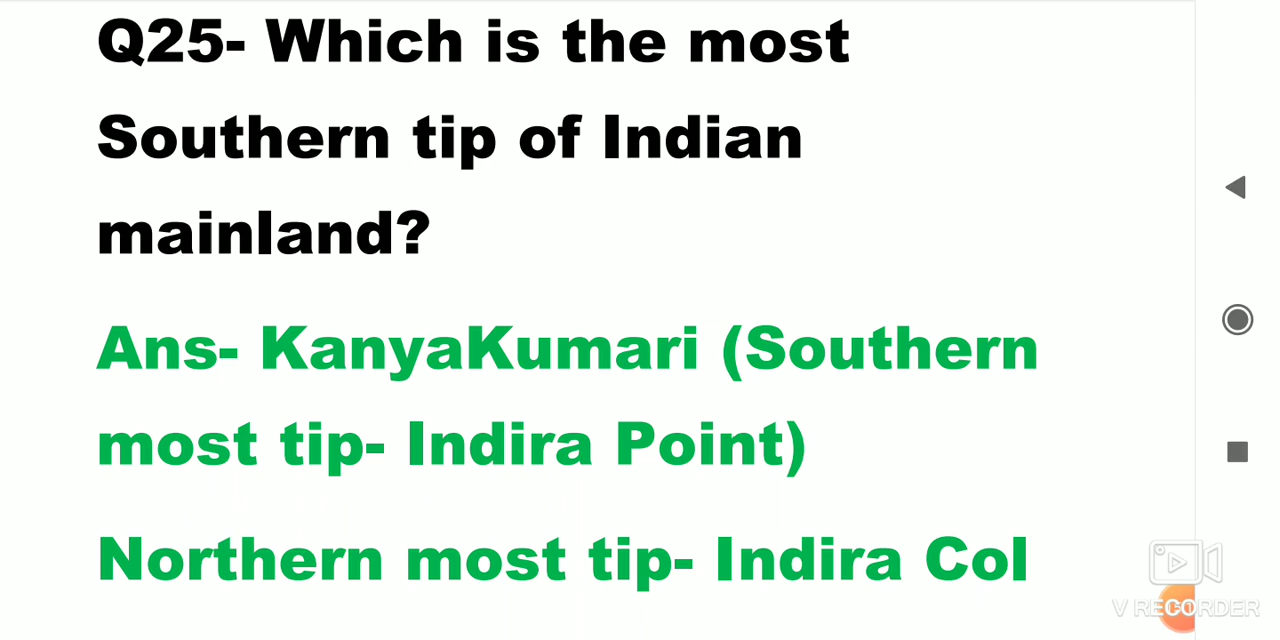 Q25- Which is the most
Southern tip of Indian
mainland?
Ans- KanyaKumari (Southern
most tip- Indira Point)
Northern most tip- Indira Col
V RECORDER